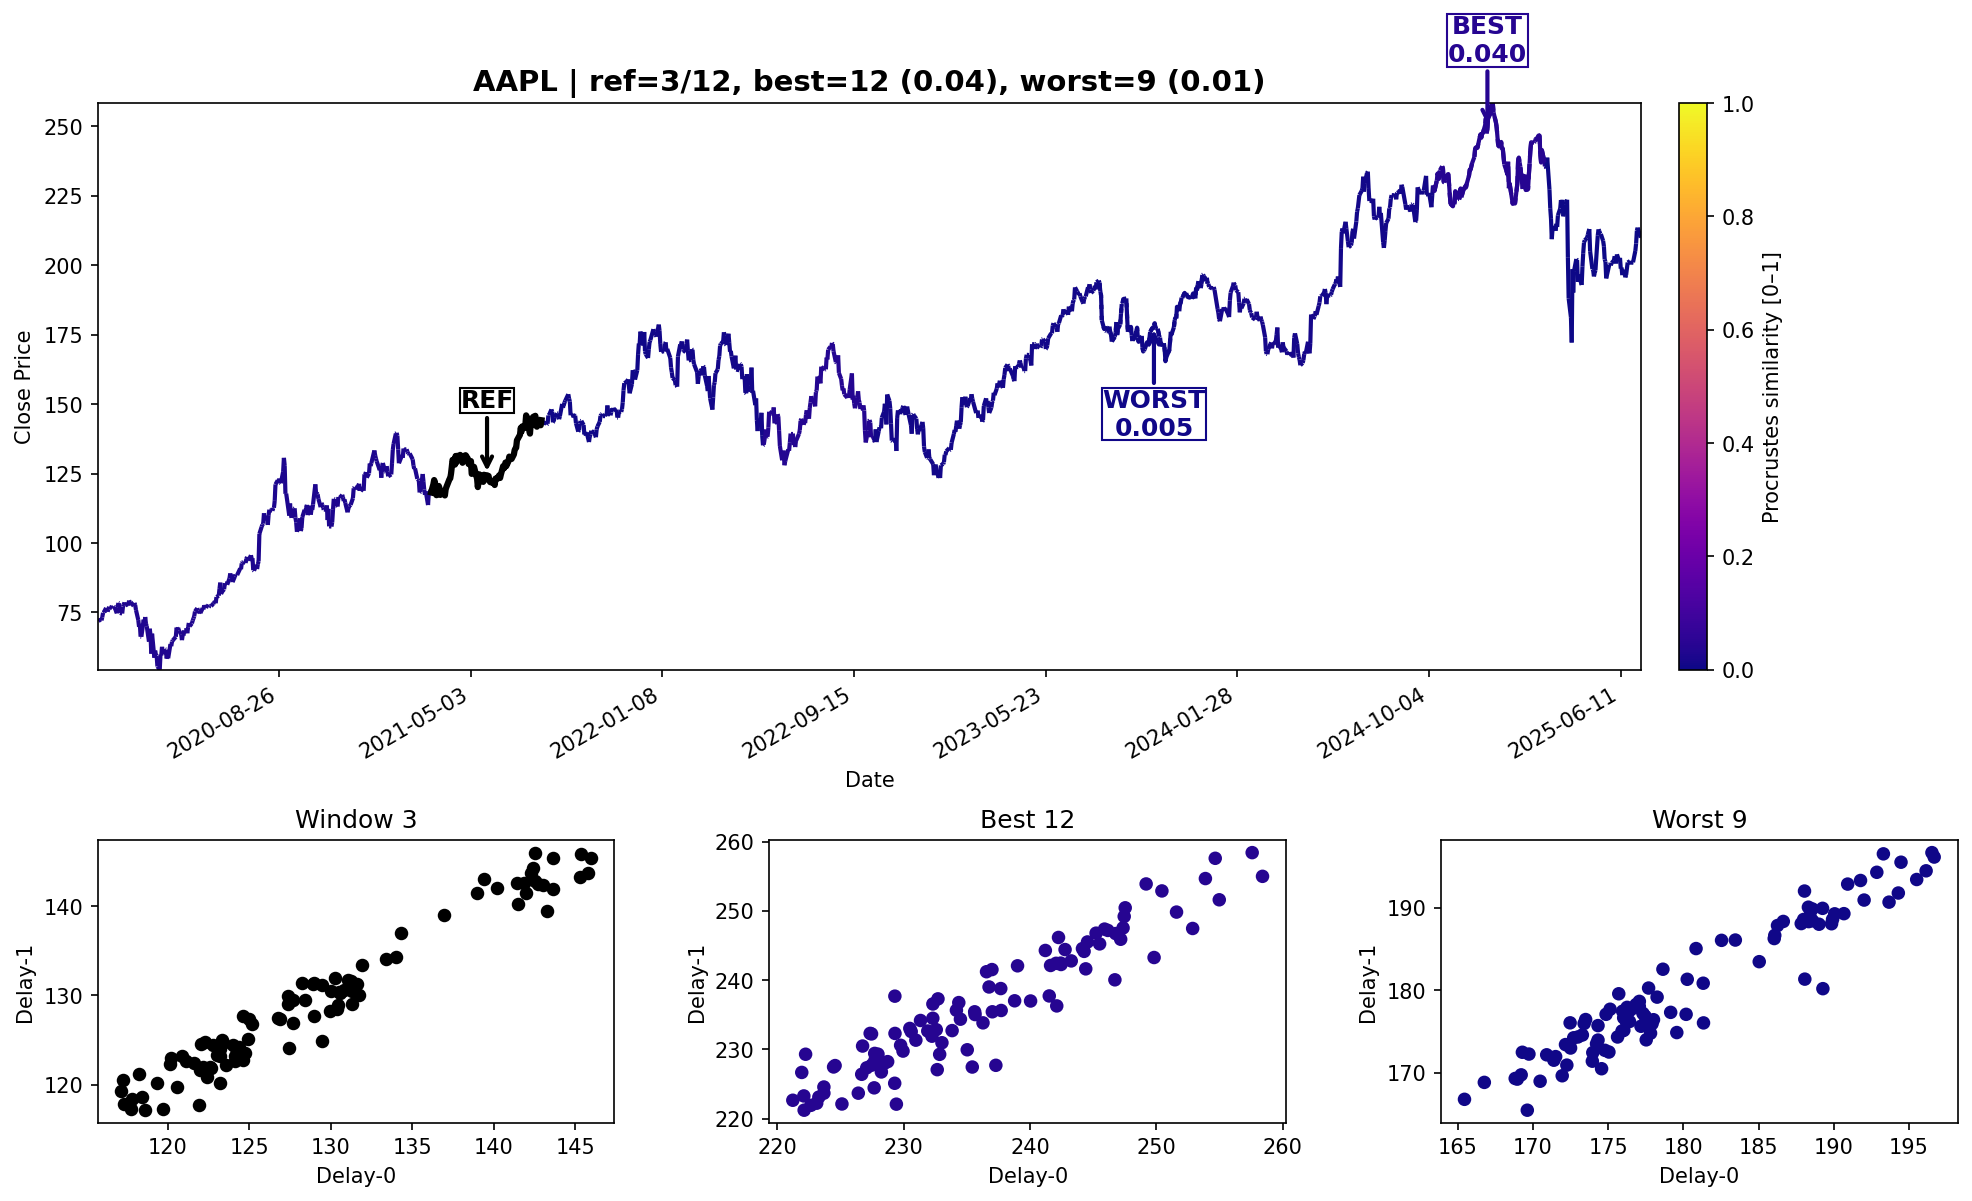 BEST
0.040
AAPL | ref=3/12, best=12 (0.04), worst=9 (0.01)
250
225
200
175
150
125
100
75
Close Price
REF
WORST
0.005
1.0
0.8
0.6
0.4
0.2
0.0
Procrustes similarity [0–1]
2020-08-26
2021-05-03
2022-01-08
2022-09-15
2023-05-23
2024-01-28
2024-10-04
2025-06-11
Date
Window 3
140
130
120
Delay-1
120 125 130 135 140 145
Delay-0
Best 12
260
250
240
230
220
Delay-1
220 230 240 250 260
Delay-0
Worst 9
190
180
170
Delay-1
165 170 175 180 185 190 195
Delay-0